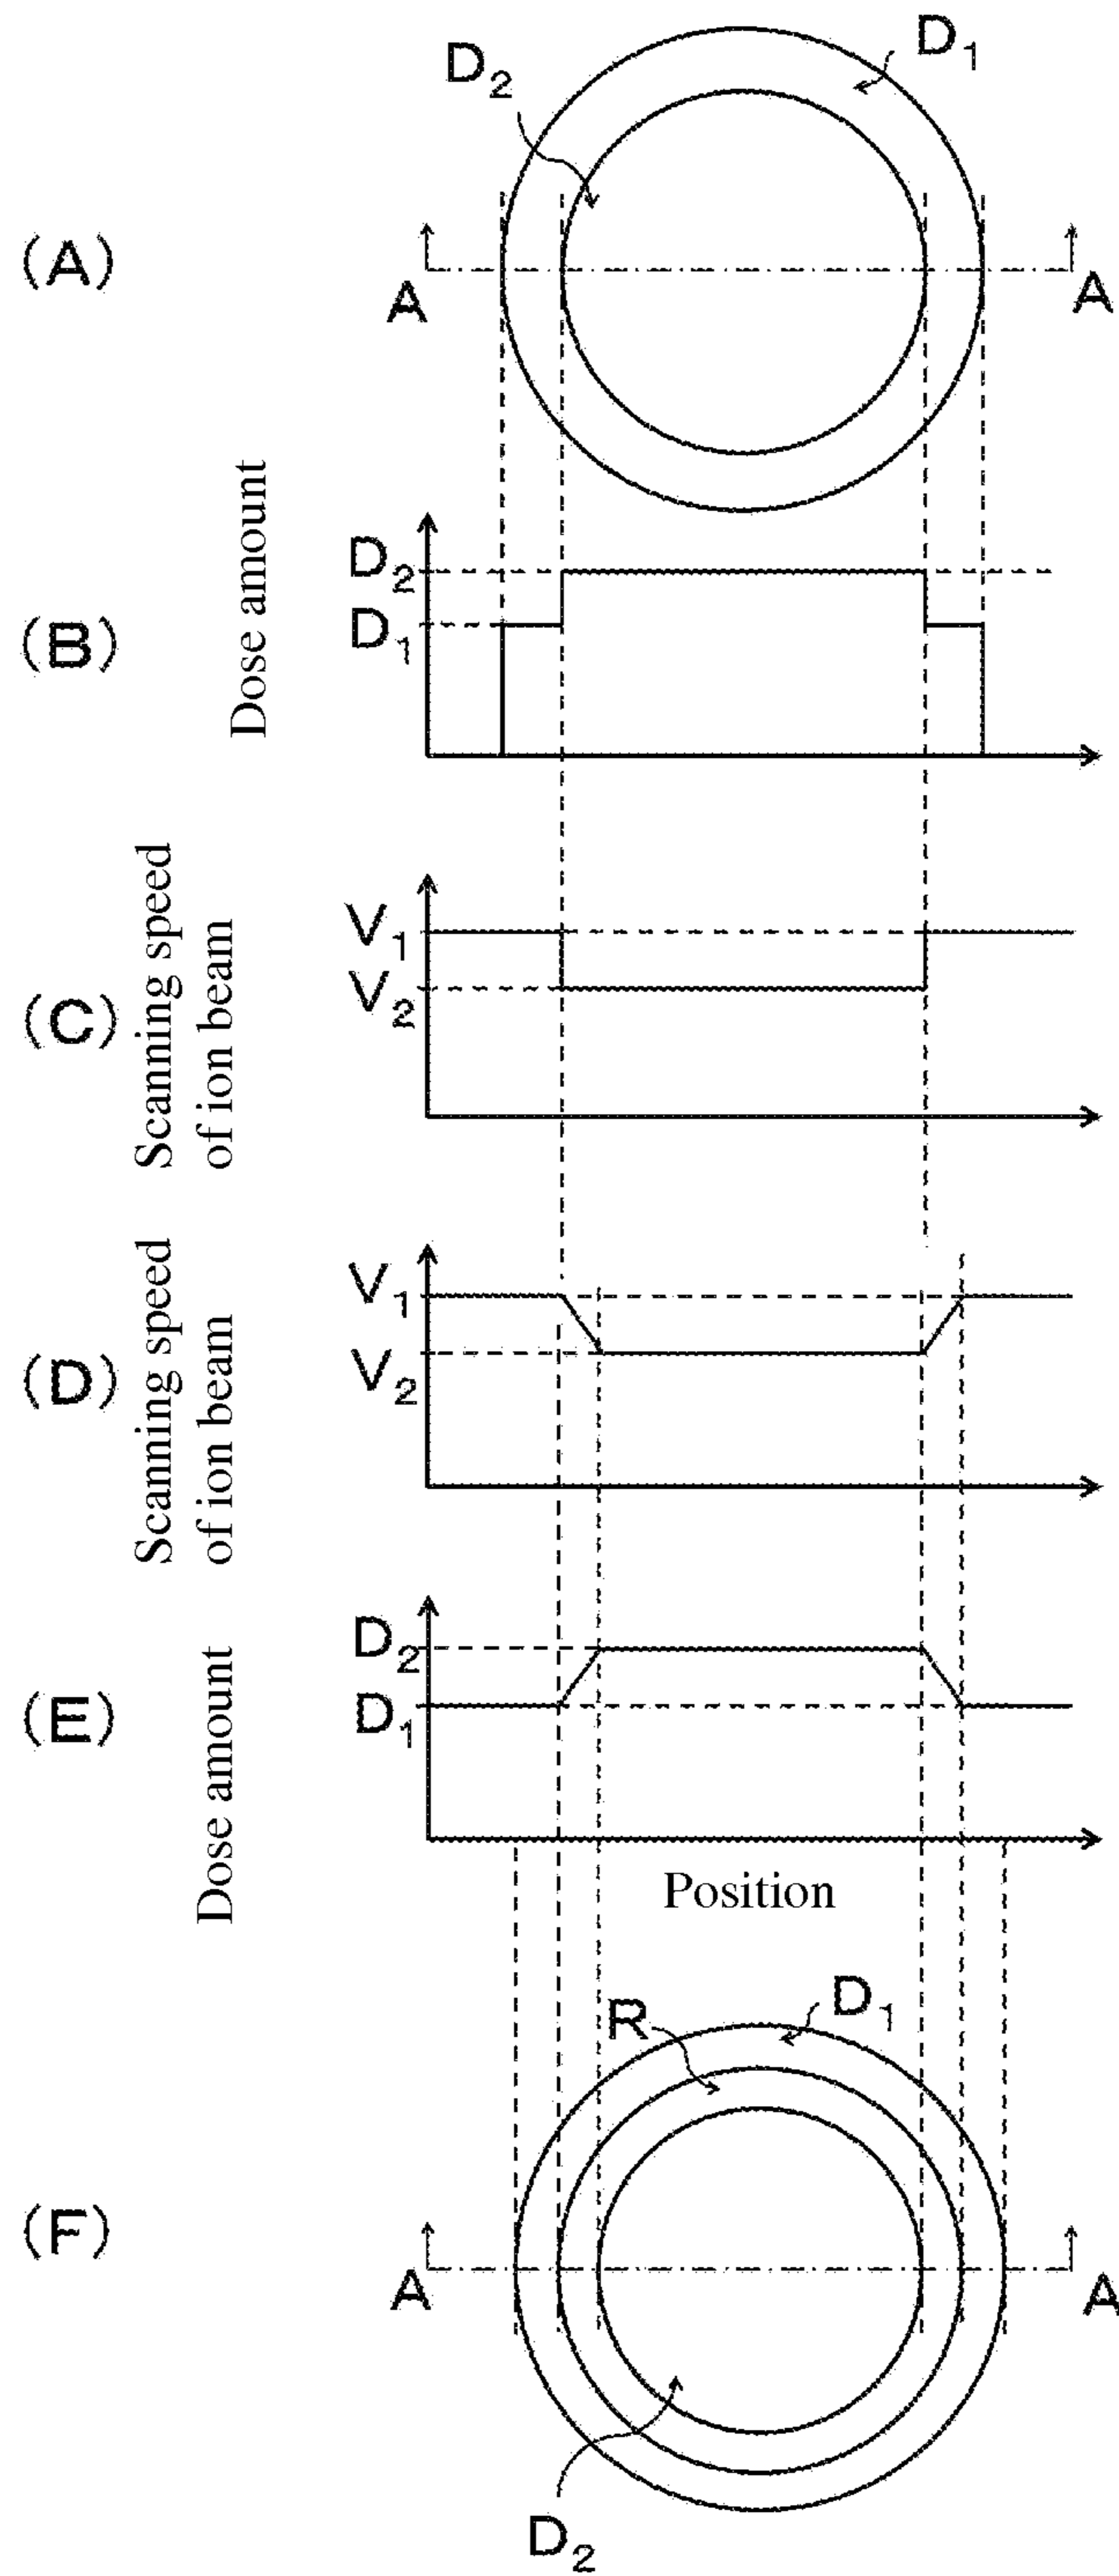 D₂ D₁
(A)
A A
Dose amount
D₂
D₁
(B)
Scanning speed
of ion beam
V₁
V₂
(C)
Scanning speed
of ion beam
V₁
V₂
(D)
Dose amount
D₂
D₁
(E)
Position
R D₁
(F)
A A
D₂